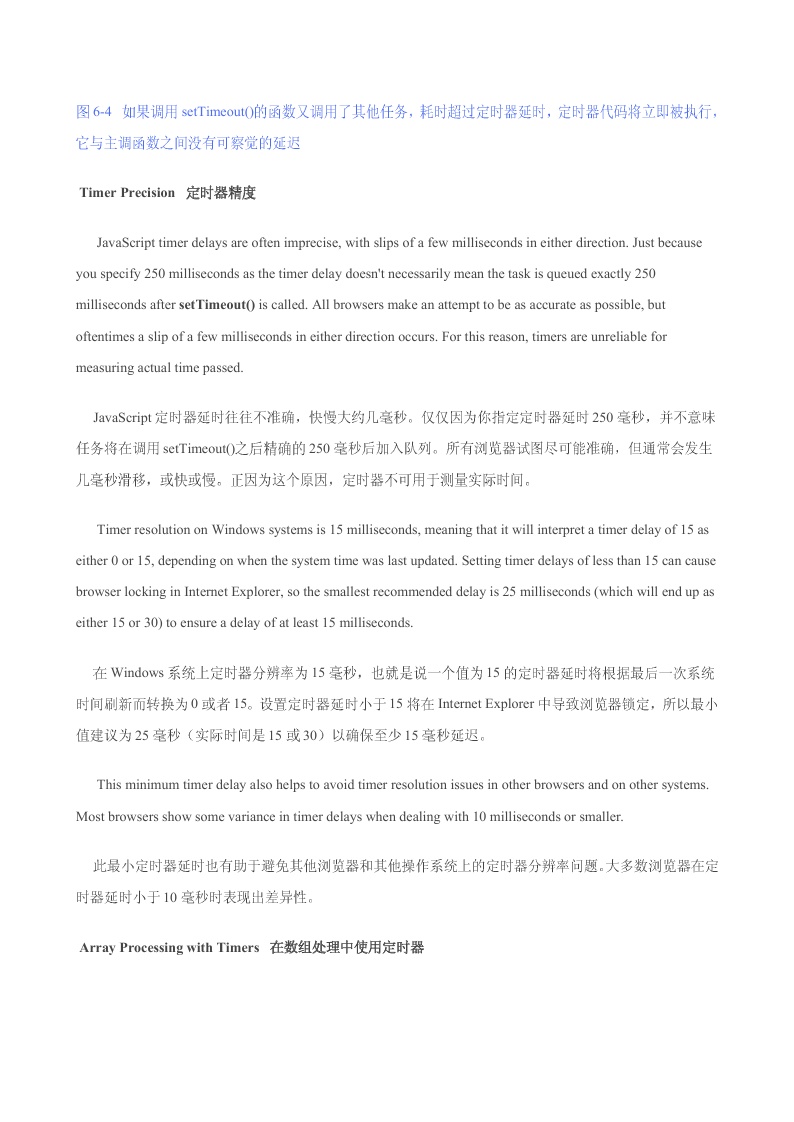 图 6-4 如果调用 setTimeout()的函数又调用了其他任务，耗时超过定时器延时，定时器代码将立即被执行，
它与主调函数之间没有可察觉的延迟
Timer Precision 定时器精度
JavaScript timer delays are often imprecise, with slips of a few milliseconds in either direction. Just because
you specify 250 milliseconds as the timer delay doesn't necessarily mean the task is queued exactly 250
milliseconds after setTimeout() is called. All browsers make an attempt to be as accurate as possible, but
oftentimes a slip of a few milliseconds in either direction occurs. For this reason, timers are unreliable for
measuring actual time passed.
JavaScript 定时器延时往往不准确，快慢大约几毫秒。仅仅因为你指定定时器延时 250 毫秒，并不意味
任务将在调用 setTimeout()之后精确的 250 毫秒后加入队列。所有浏览器试图尽可能准确，但通常会发生
几毫秒滑移，或快或慢。正因为这个原因，定时器不可用于测量实际时间。
Timer resolution on Windows systems is 15 milliseconds, meaning that it will interpret a timer delay of 15 as
either 0 or 15, depending on when the system time was last updated. Setting timer delays of less than 15 can cause
browser locking in Internet Explorer, so the smallest recommended delay is 25 milliseconds (which will end up as
either 15 or 30) to ensure a delay of at least 15 milliseconds.
在 Windows 系统上定时器分辨率为 15 毫秒，也就是说一个值为 15 的定时器延时将根据最后一次系统
时间刷新而转换为 0 或者 15。设置定时器延时小于 15 将在 Internet Explorer 中导致浏览器锁定，所以最小
值建议为 25 毫秒（实际时间是 15 或 30）以确保至少 15 毫秒延迟。
This minimum timer delay also helps to avoid timer resolution issues in other browsers and on other systems.
Most browsers show some variance in timer delays when dealing with 10 milliseconds or smaller.
此最小定时器延时也有助于避免其他浏览器和其他操作系统上的定时器分辨率问题。大多数浏览器在定
时器延时小于 10 毫秒时表现出差异性。
Array Processing with Timers 在数组处理中使用定时器